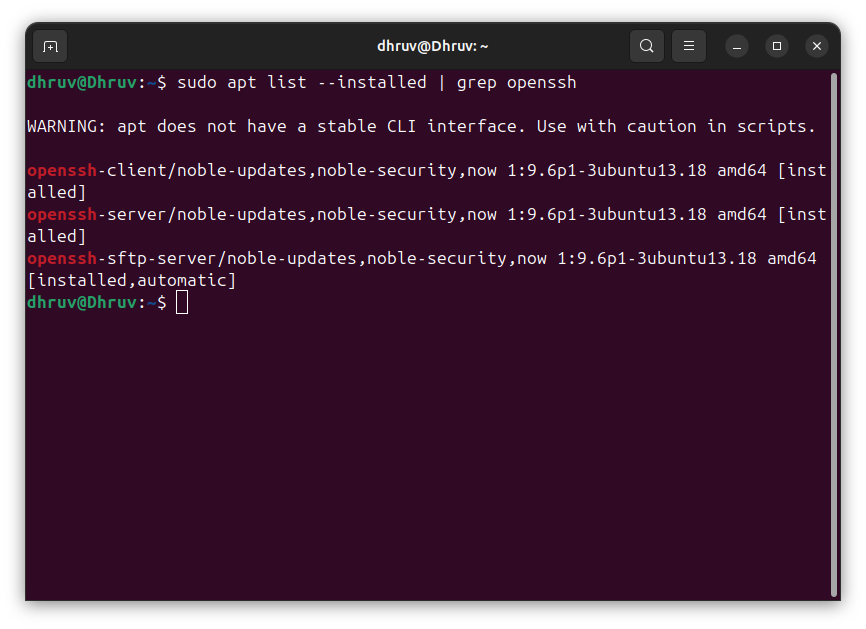 dhruv@Dhruv: ~
dhruv@Dhruv:~$ sudo apt list --installed | grep openssh
WARNING: apt does not have a stable CLI interface. Use with caution in scripts.
openssh-client/noble-updates,noble-security,now 1:9.6p1-3ubuntu13.18 amd64 [inst
alled]
openssh-server/noble-updates,noble-security,now 1:9.6p1-3ubuntu13.18 amd64 [inst
alled]
openssh-sftp-server/noble-updates,noble-security,now 1:9.6p1-3ubuntu13.18 amd64
[installed,automatic]
dhruv@Dhruv:~$